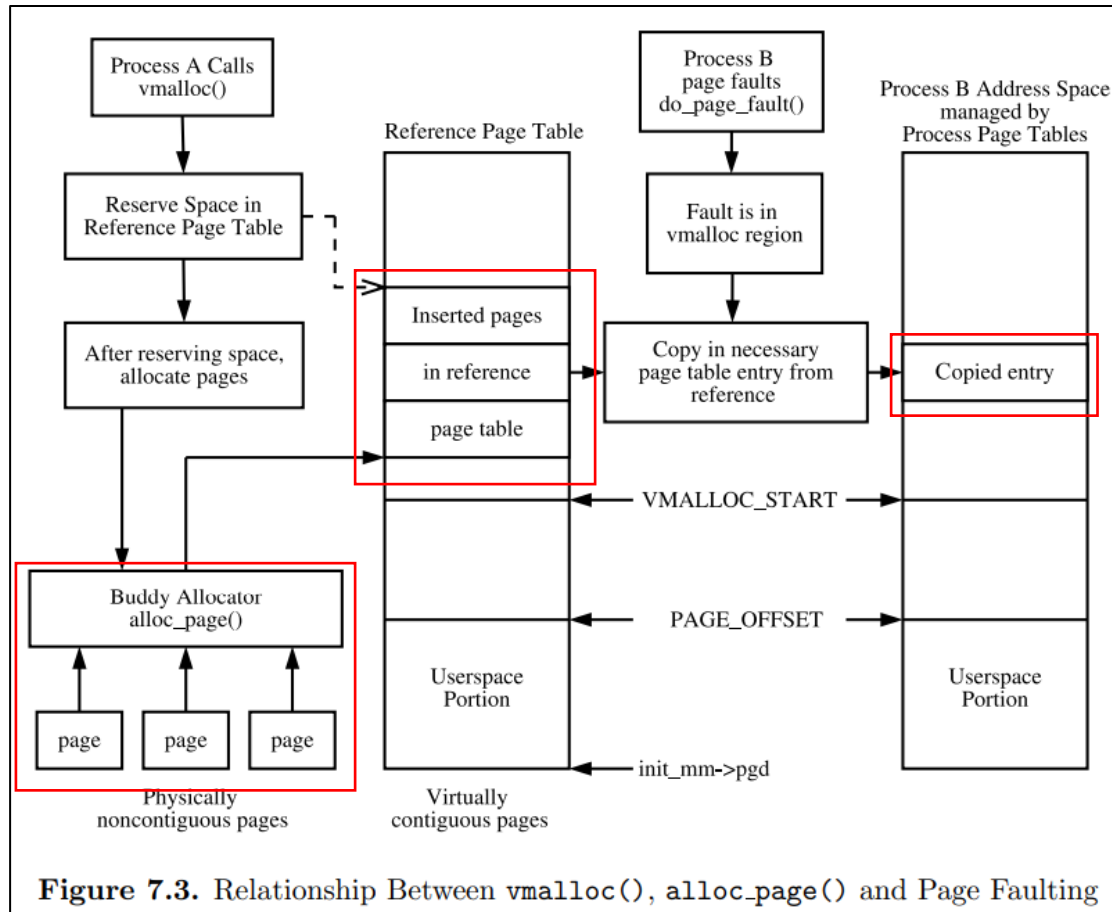 Process A Calls
vmalloc()
Reserve Space in
Reference Page Table
After reserving space,
allocate pages
Buddy Allocator
alloc_page()
page
page
page
Physically
noncontiguous pages
Reference Page Table
Inserted pages
in reference
page table
Userspace
Portion
Virtually
contiguous pages
Process B
page faults
do_page_fault()
Fault is in
vmalloc region
Copy in necessary
page table entry from
reference
VMALLOC_START
PAGE_OFFSET
init_mm->pgd
Process B Address Space
managed by
Process Page Tables
Copied entry
Userspace
Portion
Figure 7.3. Relationship Between vmalloc(), alloc_page() and Page Faulting